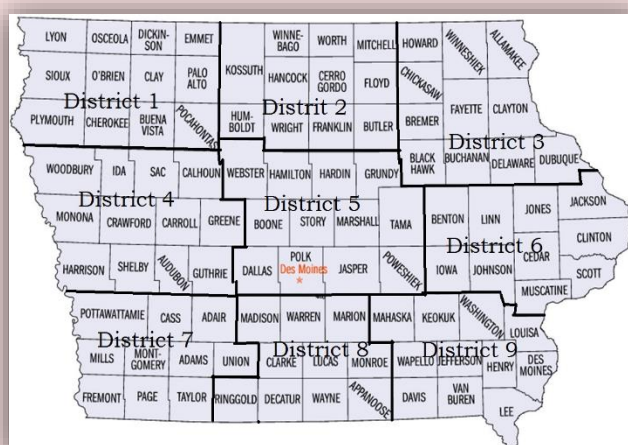 LYON OSCEOLA DICKIN-SON EMMET WINNE-BAGO WORTH MITCHELL HOWARD WINNESHIEK ALLAMAKEE
KOSSUTH
SIOUX O'BRIEN CLAY PALO ALTO HANCOCK CERRO GORDO FLOYD CHICKASAW
FAYETTE CLAYTON
District 1 Distrit 2 District 3
PLYMOUTH CHEROKEE BUENA VISTA POCAHONTAS HUM-BOLDT WRIGHT FRANKLIN BUTLER BREMER
BLACK HAWK BUCHANAN DELAWARE DUBUQUE
WOODBURY IDA SAC CALHOUN WEBSTER HAMILTON HARDIN GRUNDY
District 4 District 5
JONES JACKSON
BENTON LINN
MONONA CRAWFORD CARROLL GREENE BOONE STORY MARSHALL TAMA
CLINTON
District 6
CEDAR
HARRISON SHELBY AUDUBON GUTHRIE DALLAS POLK JASPER POWESHIEK IOWA JOHNSON SCOTT
Des Moines
*
MUSCATINE
POTTAWATTAMIE CASS ADAIR MADISON WARREN MARION MAHASKA KEOKUK WASHINGTON LOUISA
District 7 District 8 District 9
MILLS MONT-GOMERY ADAMS UNION CLARKE LUCAS MONROE WAPELLO JEFFERSON HENRY DES MOINES
FREMONT PAGE TAYLOR RINGGOLD DECATUR WAYNE APPANOOSE DAVIS VAN BUREN LEE